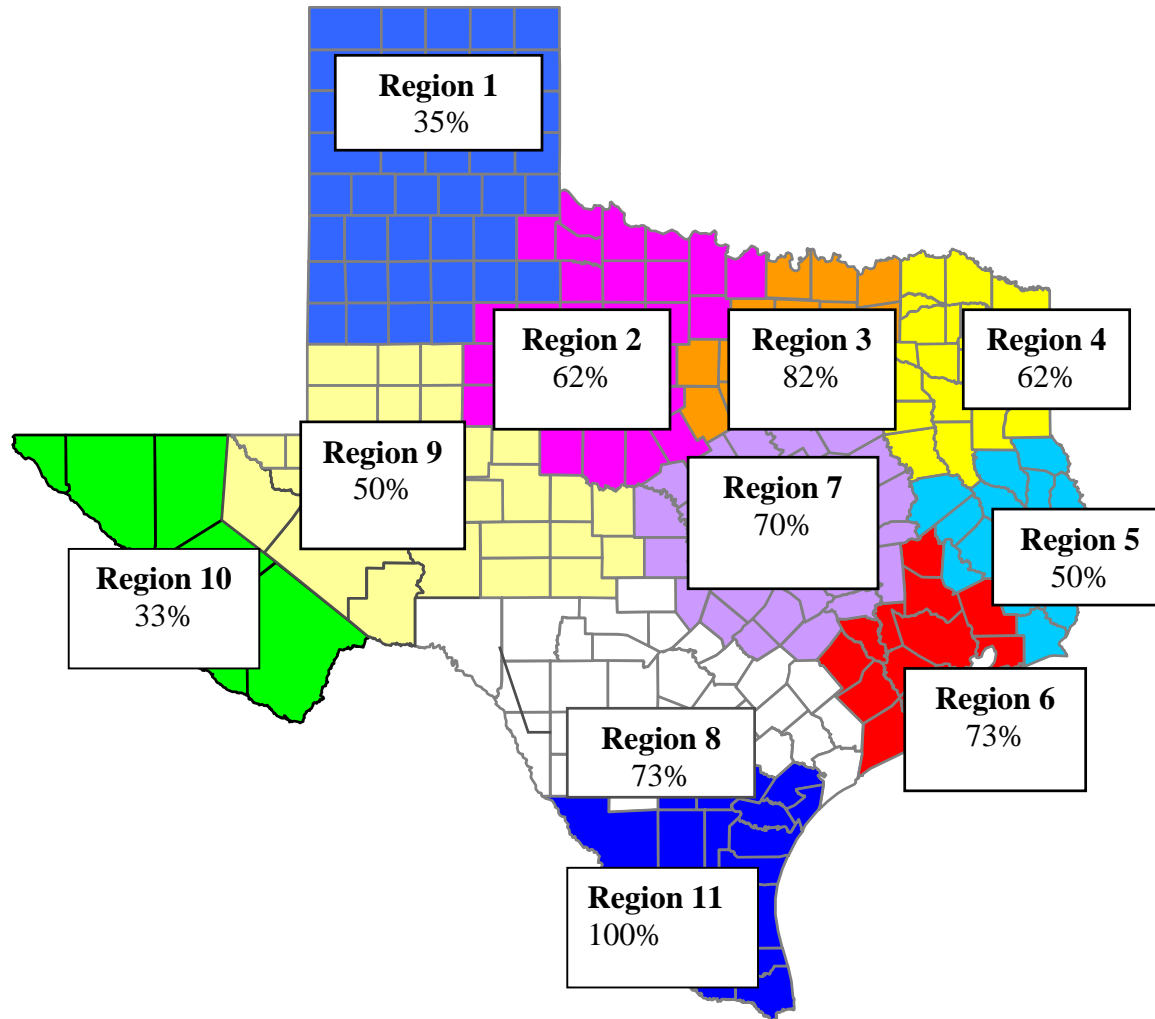 Region 1
35%
Region 2
62%
Region 3
82%
Region 4
62%
Region 9
50%
Region 7
70%
Region 5
50%
Region 10
33%
Region 6
73%
Region 8
73%
Region 11
100%